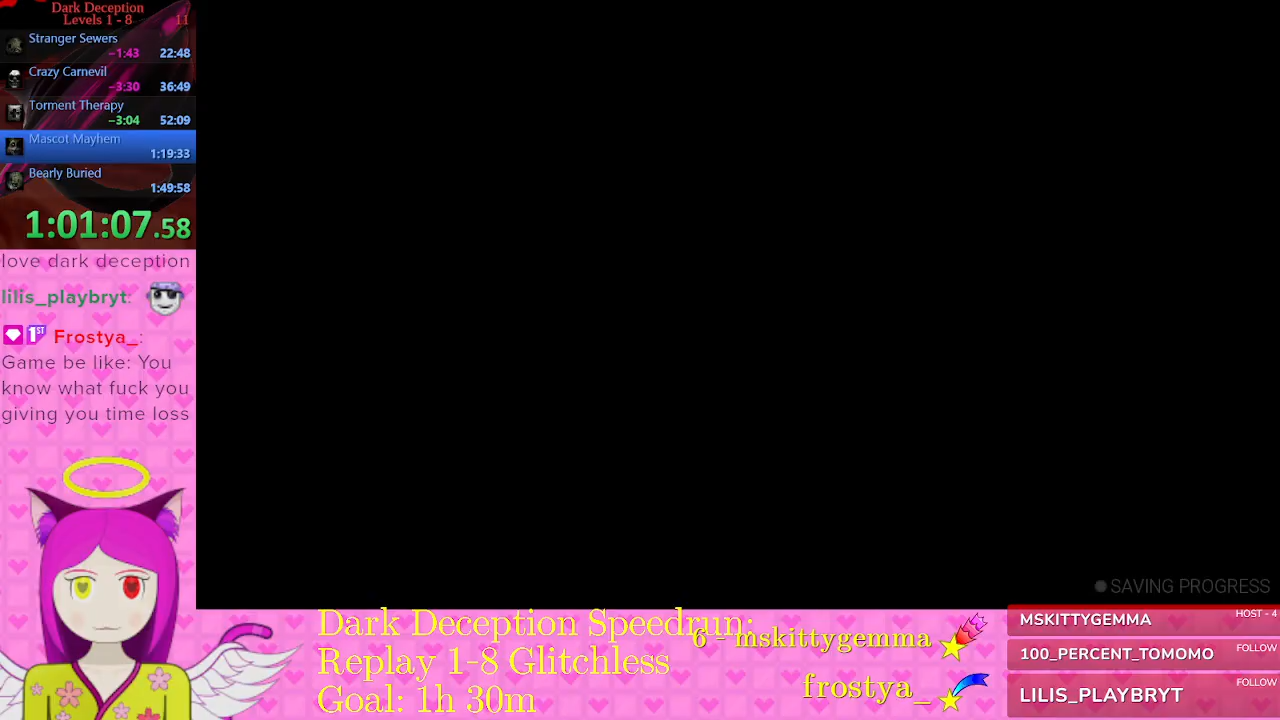 Dark Deception
Levels 1 - 8 11
Stranger Sewers
−1:43 22:48
Crazy Carnevil
−3:30 36:49
Torment Therapy
−3:04 52:09
Mascot Mayhem
1:19:33
Bearly Buried
1:49:58
1:01:07.58
love dark deception
lilis_playbryt:
1ST Frostya_:
Game be like: You
know what fuck you
giving you time loss
SAVING PROGRESS
Dark Deception Speedrun:
Replay 1-8 Glitchless
Goal: 1h 30m
6 - mskittygemma
frostya_
MSKITTYGEMMA HOST - 4
100_PERCENT_TOMOMO FOLLOW
LILIS_PLAYBRYT FOLLOW